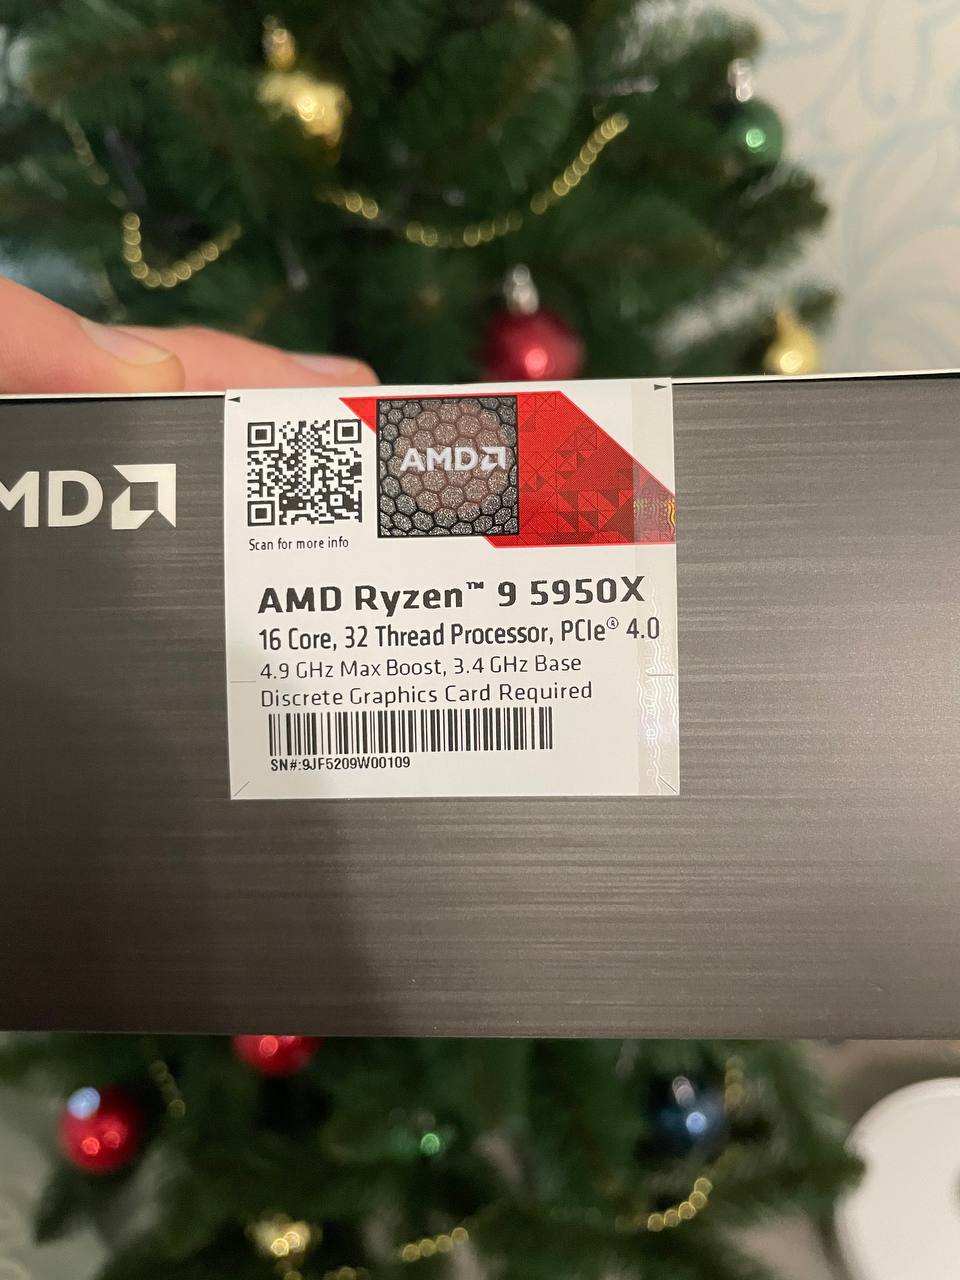 AMD
AMD
Scan for more info
AMD Ryzen™ 9 5950X
16 Core, 32 Thread Processor, PCIe® 4.0
4.9 GHz Max Boost, 3.4 GHz Base
Discrete Graphics Card Required
SN#:9JF5209W00109